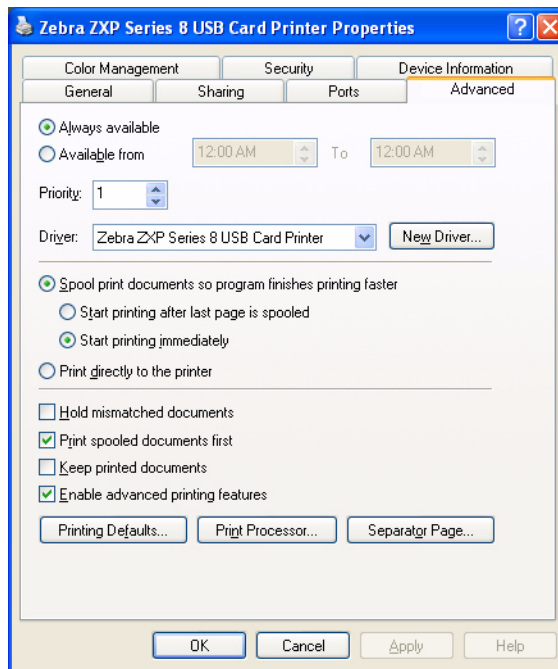 Zebra ZXP Series 8 USB Card Printer Properties
Color Management Security Device Information
General Sharing Ports Advanced
Always available
Available from 12:00 AM To 12:00 AM
Priority: 1
Driver: Zebra ZXP Series 8 USB Card Printer New Driver...
Spool print documents so program finishes printing faster
Start printing after last page is spooled
Start printing immediately
Print directly to the printer
Hold mismatched documents
Print spooled documents first
Keep printed documents
Enable advanced printing features
Printing Defaults... Print Processor... Separator Page...
OK Cancel Apply Help